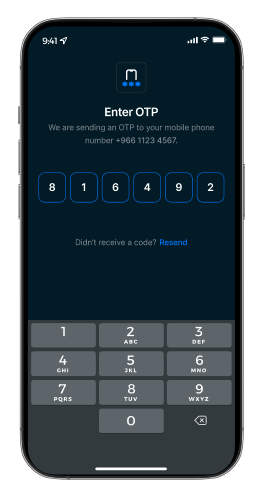 9:41
***
Enter OTP
We are sending an OTP to your mobile phone
number +966 1123 4567.
8 1 6 4 9 2
Didn't receive a code? Resend
1 2 ABC 3 DEF
4 GHI 5 JKL 6 MNO
7 PQRS 8 TUV 9 WXYZ
0